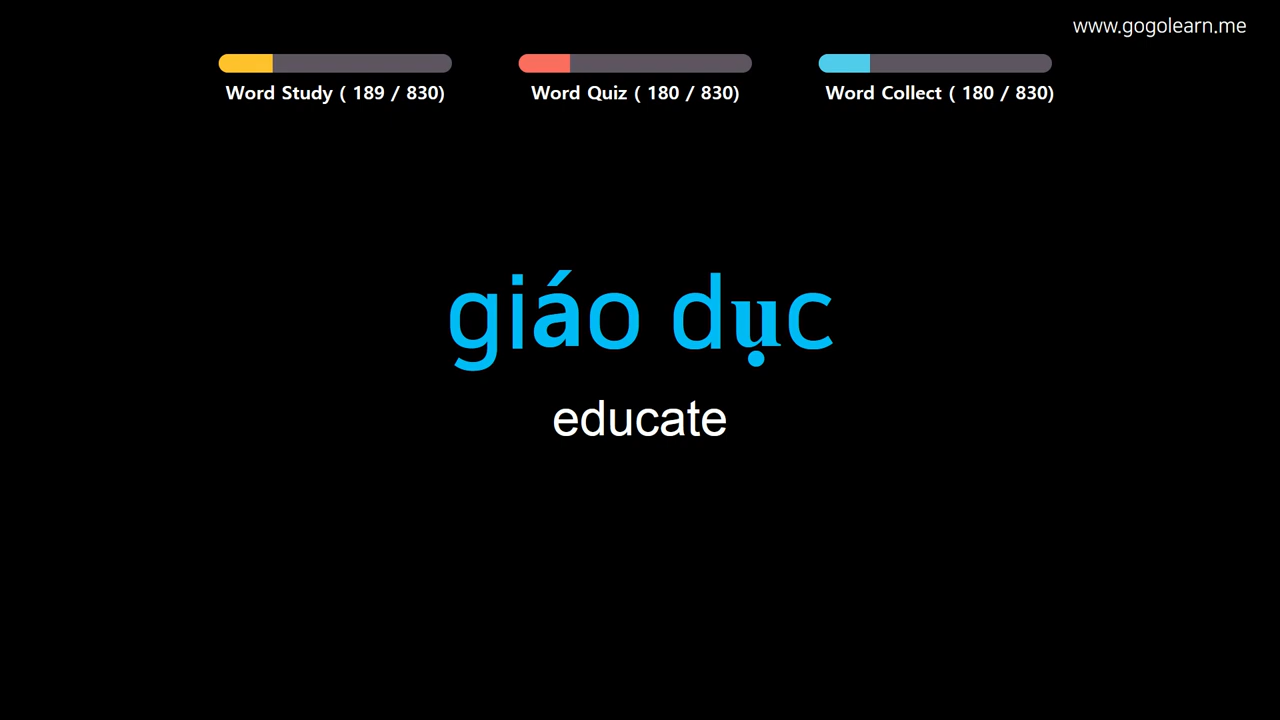 www.gogolearn.me
Word Study ( 189 / 830)
Word Quiz ( 180 / 830)
Word Collect ( 180 / 830)
giáo dục
educate